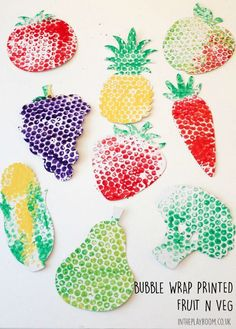 BUBBLE WRAP PRINTED
FRUIT N VEG
INTHEPLAYROOM.CO.UK